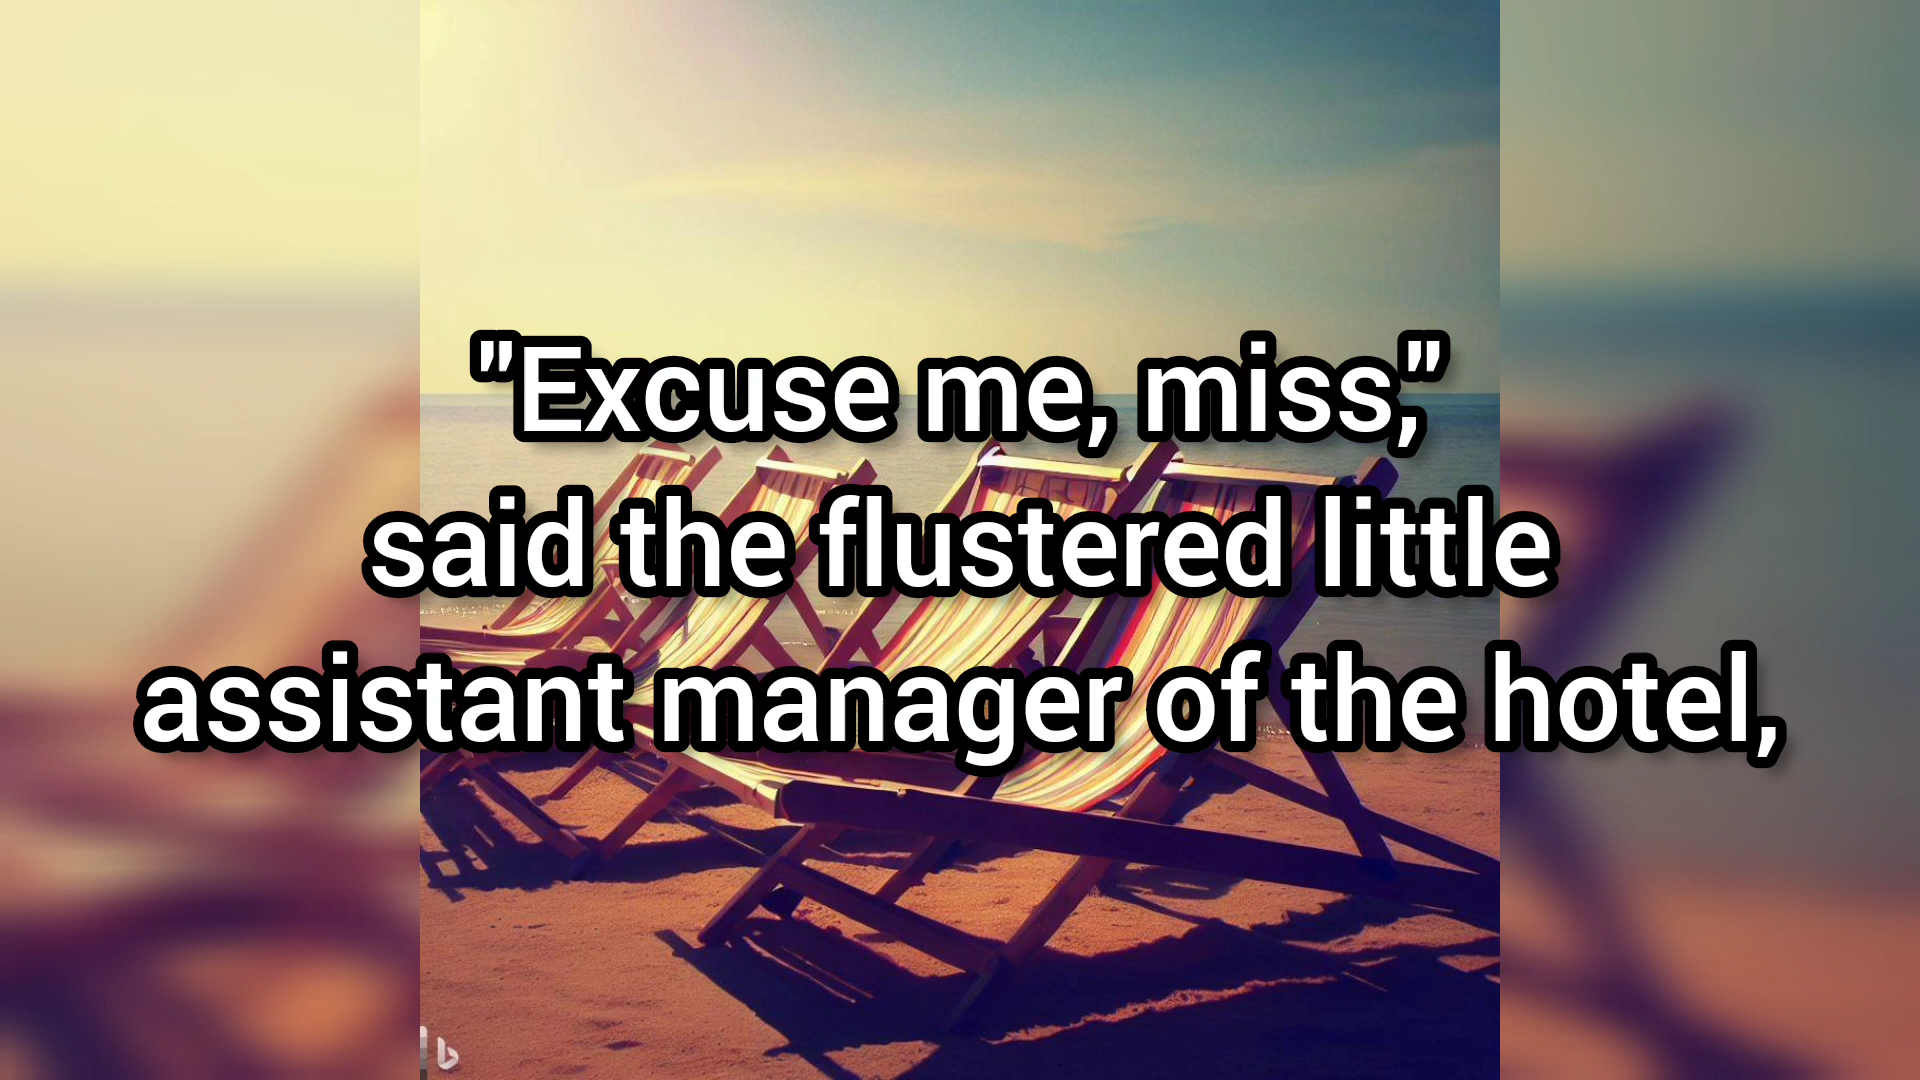 "Excuse me, miss,"
said the flustered little
assistant manager of the hotel,
b